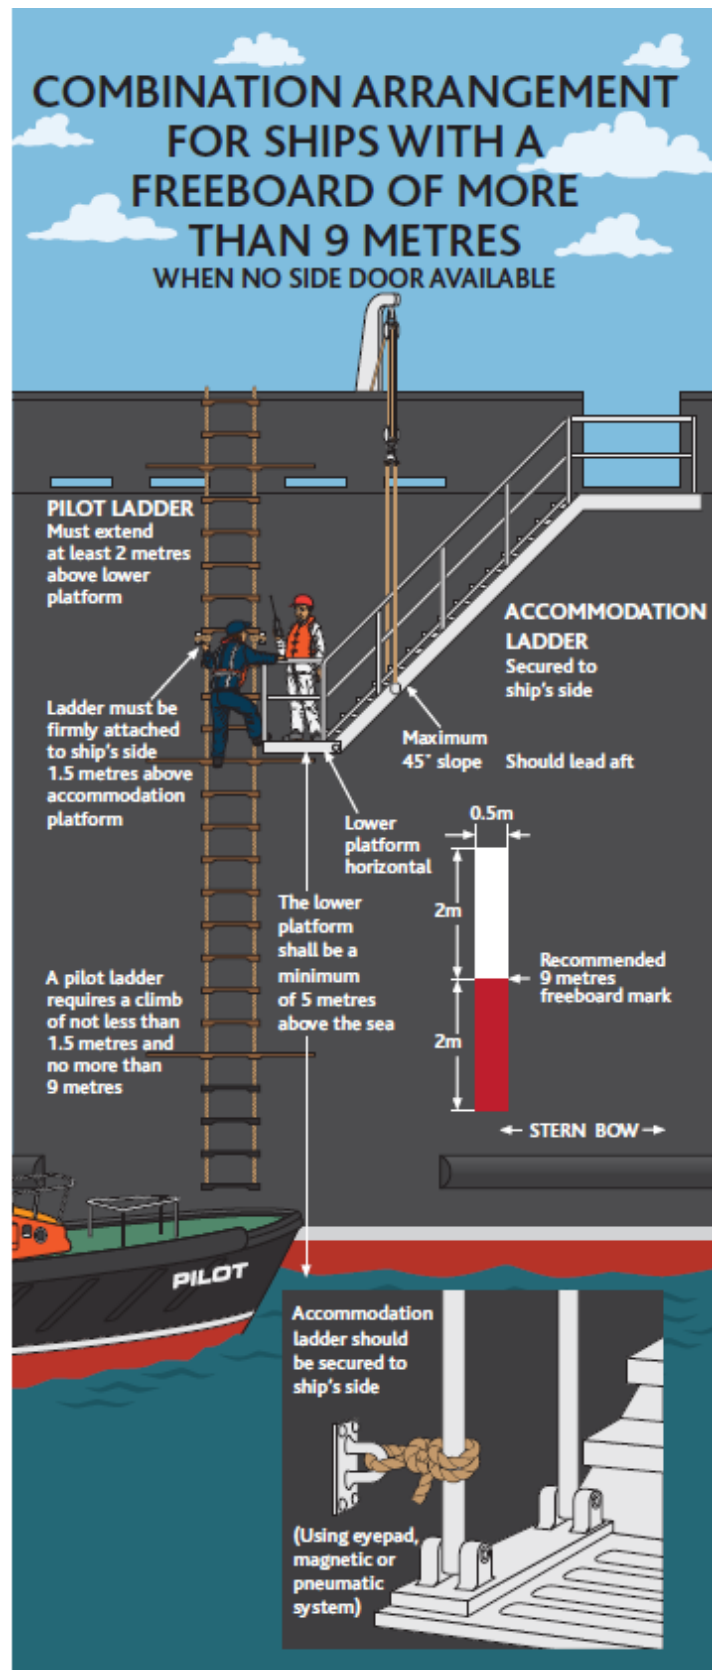 COMBINATION ARRANGEMENT
FOR SHIPS WITH A
FREEBOARD OF MORE
THAN 9 METRES
WHEN NO SIDE DOOR AVAILABLE
PILOT LADDER
Must extend
at least 2 metres
above lower
platform
ACCOMMODATION
LADDER
Secured to
ship's side
Ladder must be
firmly attached
to ship's side
1.5 metres above
accommodation
platform
Maximum
45° slope
Should lead aft
Lower
platform
horizontal
0.5m
2m
The lower
platform
shall be a
minimum
of 5 metres
above the sea
Recommended
9 metres
freeboard mark
A pilot ladder
requires a climb
of not less than
1.5 metres and
no more than
9 metres
2m
STERN BOW
PILOT
Accommodation
ladder should
be secured to
ship's side
(Using eyepad,
magnetic or
pneumatic
system)